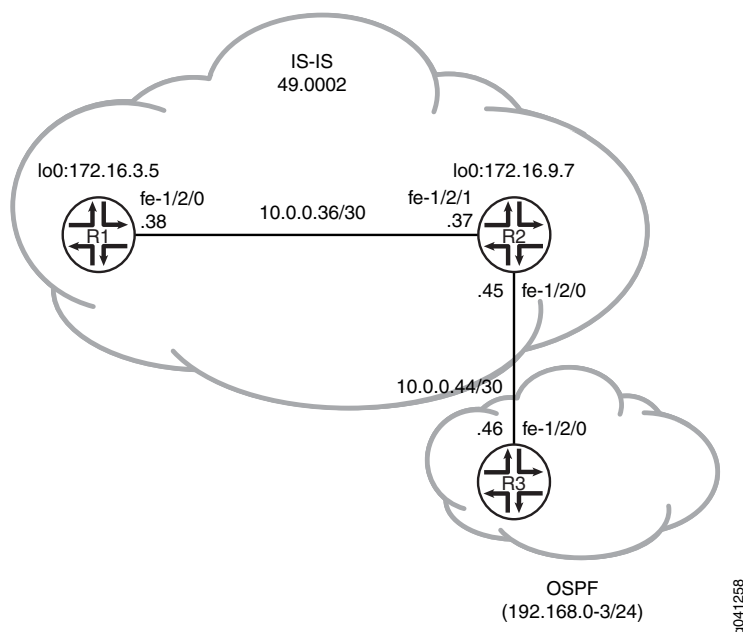 IS-IS
49.0002
lo0:172.16.3.5
lo0:172.16.9.7
fe-1/2/0
.38
10.0.0.36/30
fe-1/2/1
.37
R1
R2
.45
fe-1/2/0
10.0.0.44/30
.46
fe-1/2/0
R3
OSPF
(192.168.0-3/24)
g041258